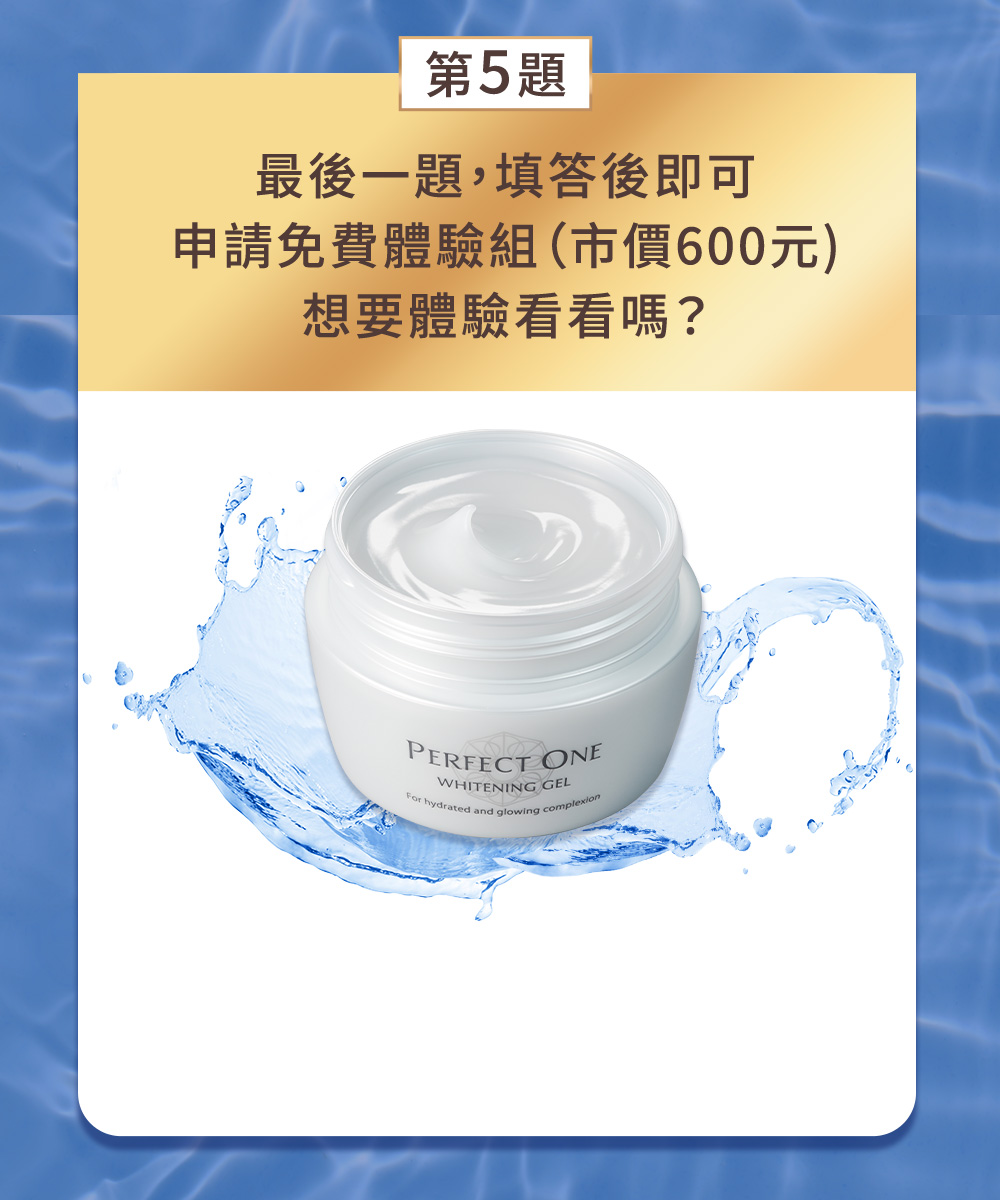 第5題
最後一題,填答後即可
申請免費體驗組(市價600元)
想要體驗看看嗎?
PERFECT ONE
WHITENING GEL
For hydrated and glowing complexion